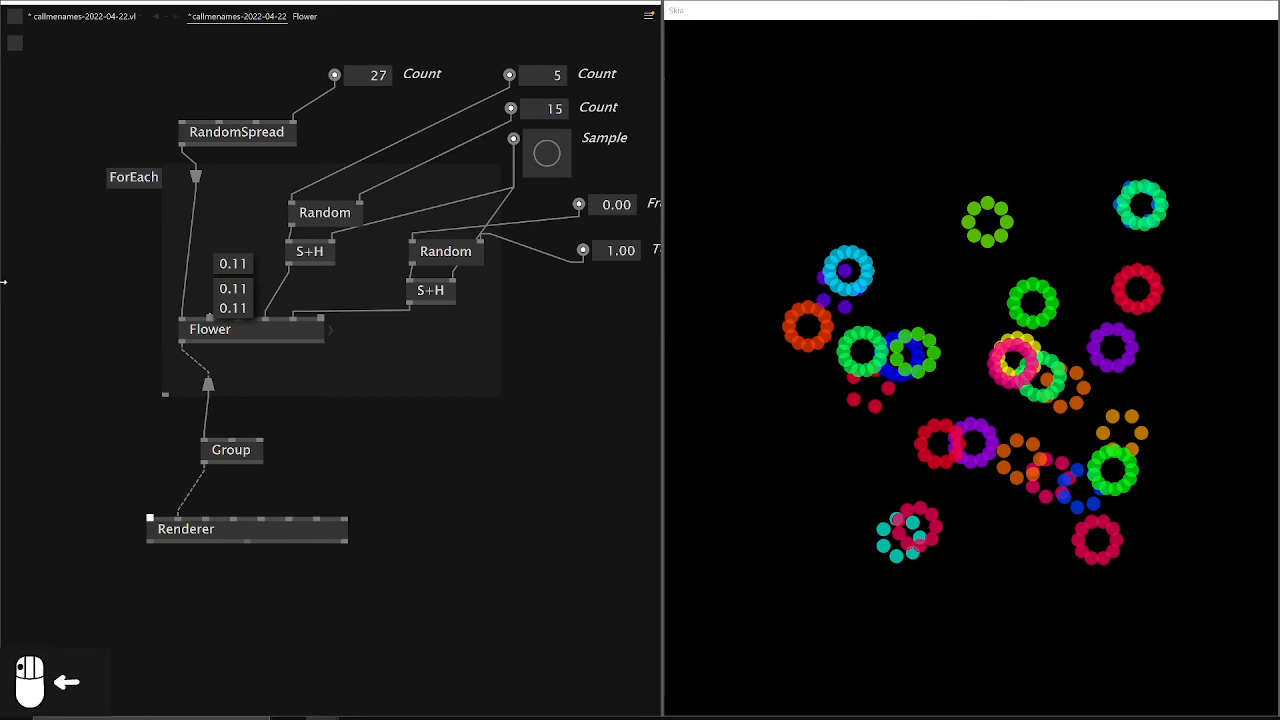 * callmenames-2022-04-22.vl
*callmenames-2022-04-22
Flower
Skia
27
Count
5
Count
15
Count
Sample
RandomSpread
ForEach
Random
0.00
S+H
Random
1.00
0.11
0.11
0.11
S+H
Flower
Group
Renderer